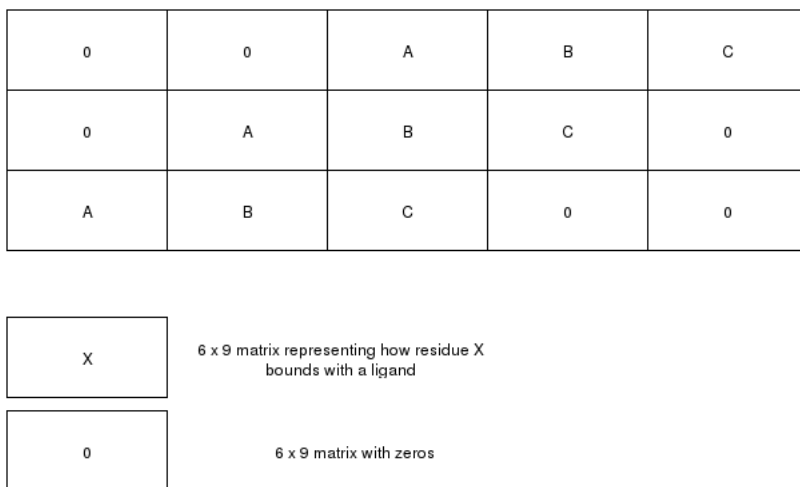 0 0 A B C
0 A B C 0
A B C 0 0
X
6 x 9 matrix representing how residue X
bounds with a ligand
0
6 x 9 matrix with zeros